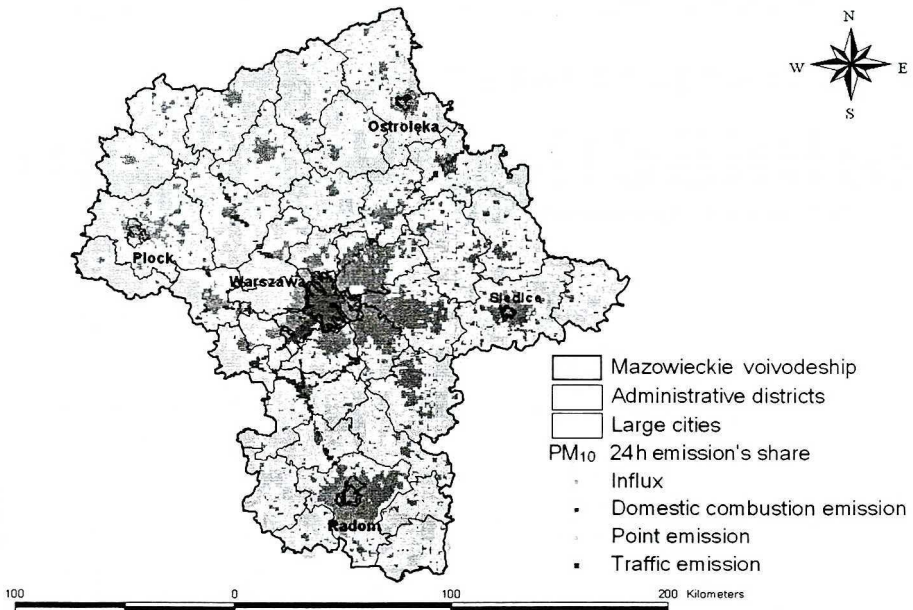 N
W E
S
Ostrołęka
Płock
Warszawa
Siedlce
Radom
Mazowieckie voivodeship
Administrative districts
Large cities
PM₁₀ 24h emission's share
Influx
Domestic combustion emission
Point emission
Traffic emission
100 0 100 200 Kilometers